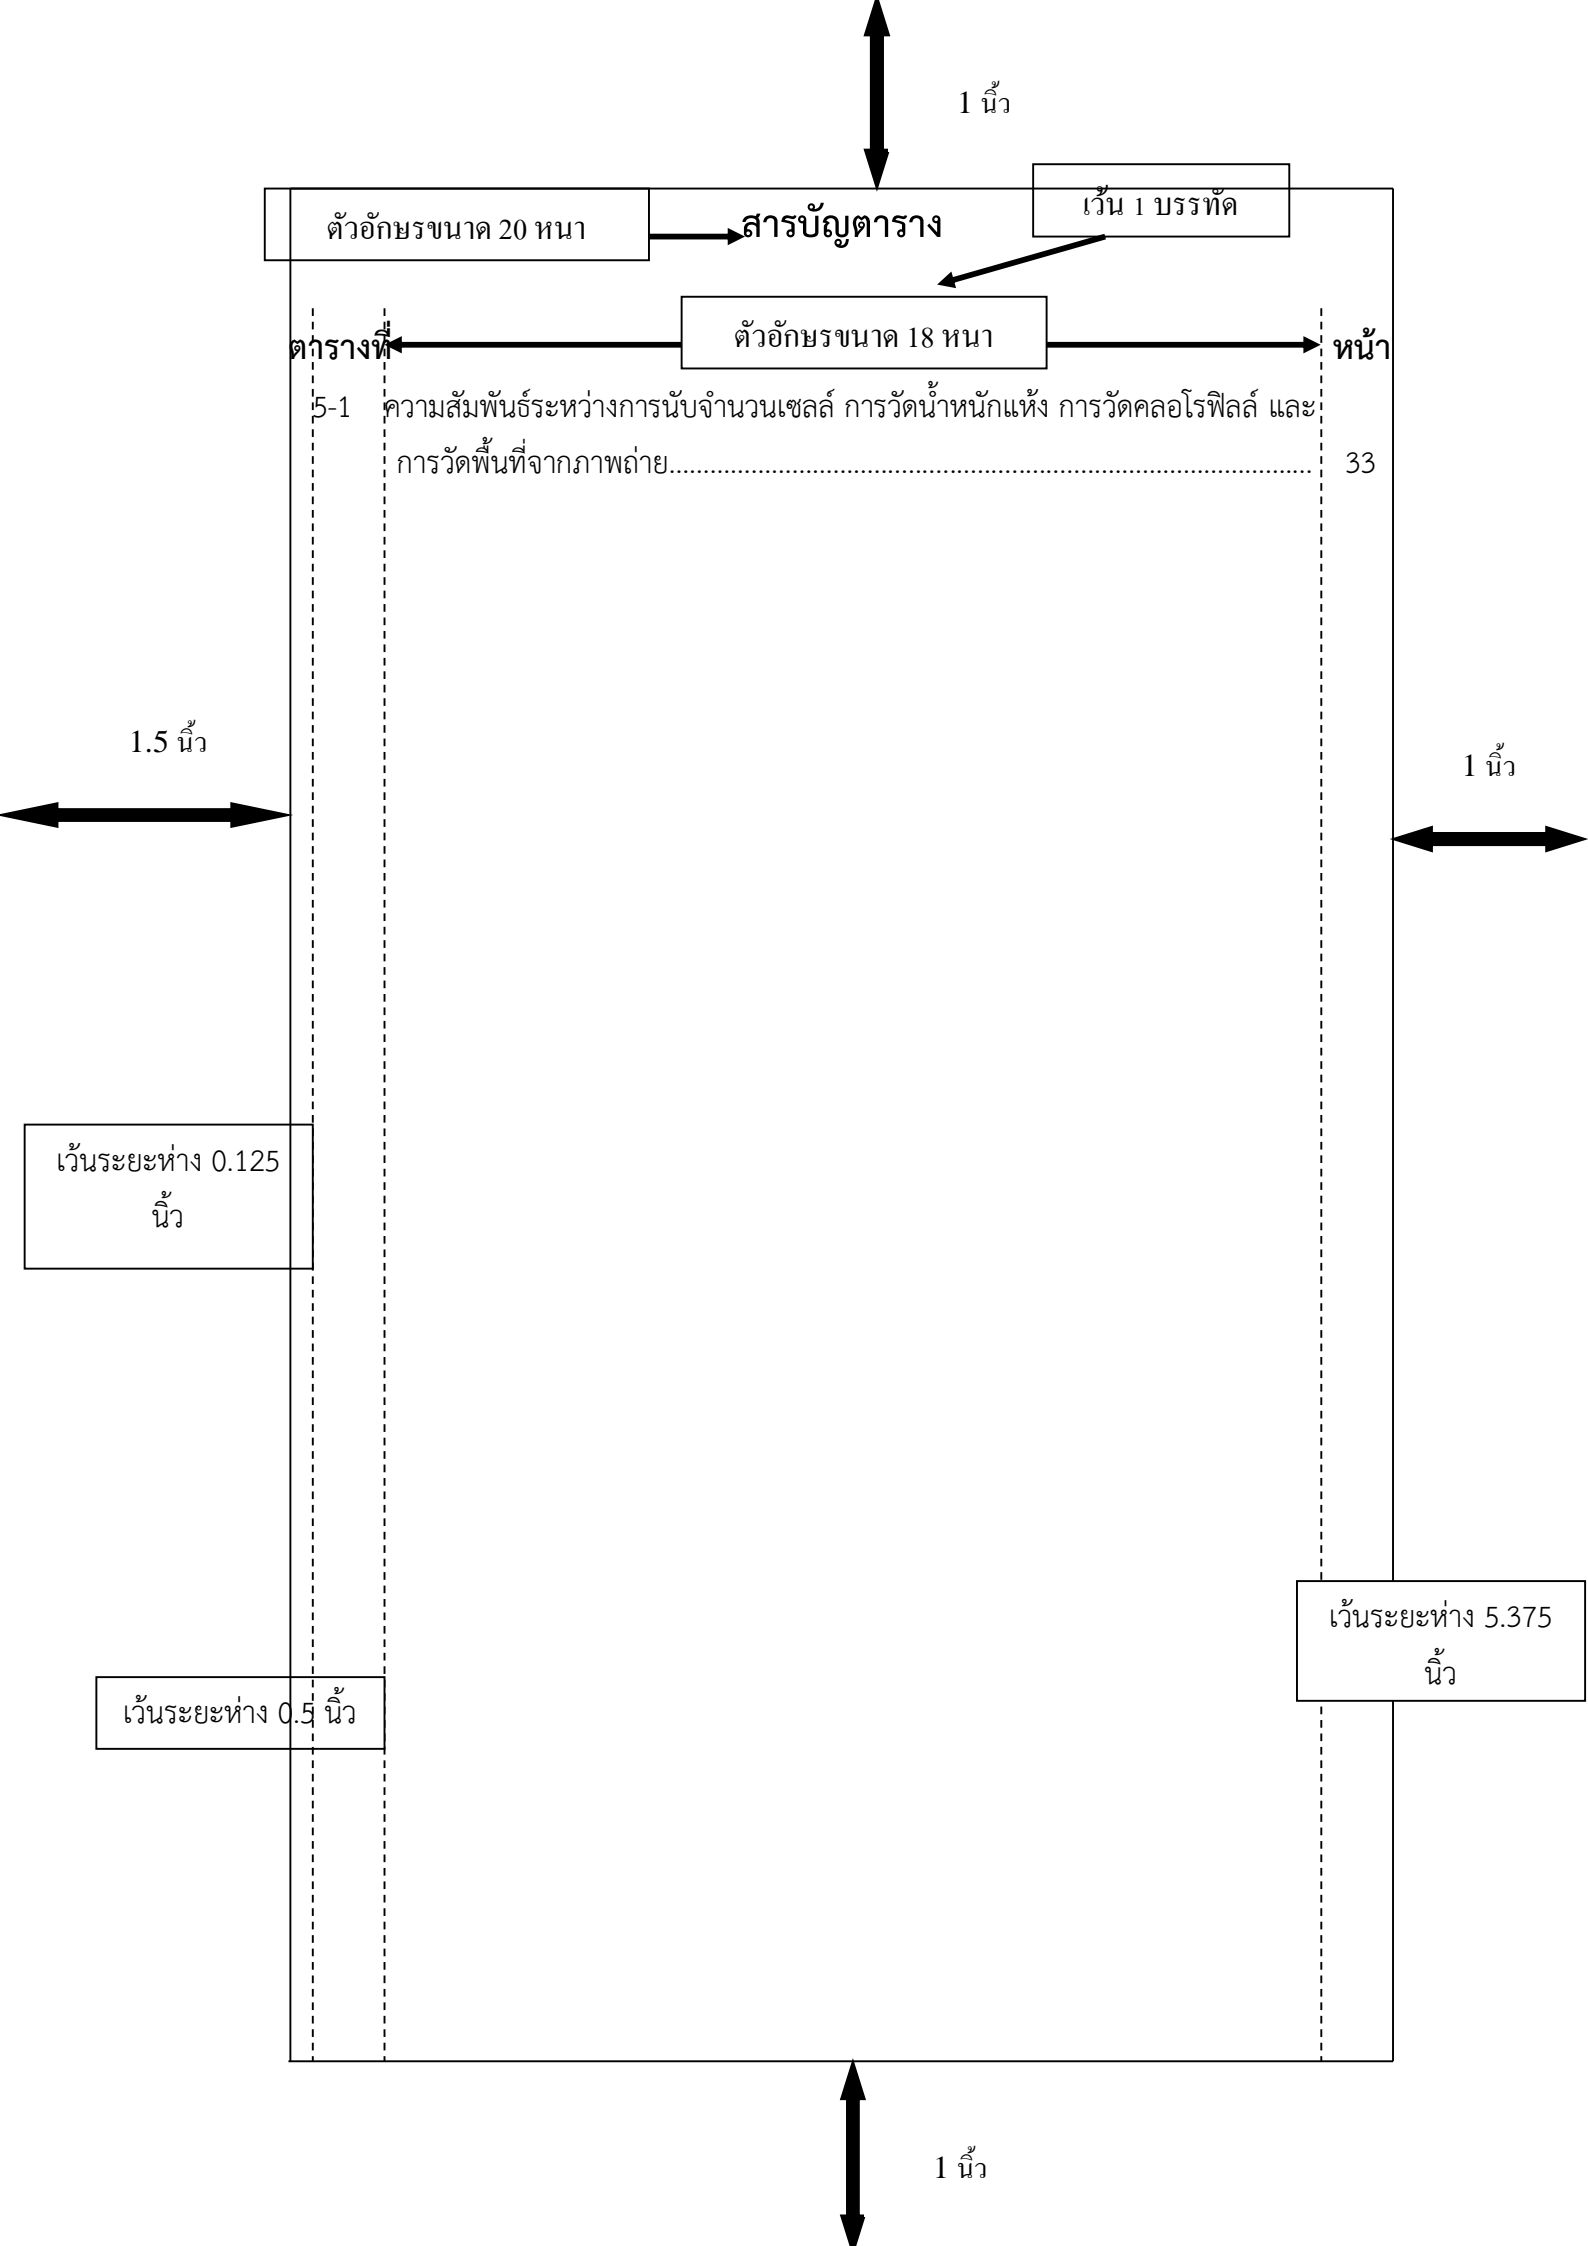 1 นิ้ว
เว้น 1 บรรทัด
ตัวอักษรขนาด 20 หนา
สารบัญตาราง
ตัวอักษรขนาด 18 หนา
ตารางที่
หน้า
5-1 ความสัมพันธ์ระหว่างการนับจำนวนเซลล์ การวัดน้ำหนักแห้ง การวัดคลอโรฟิลล์ และ
การวัดพื้นที่จากภาพถ่าย.............................................................................................. 33
1.5 นิ้ว
1 นิ้ว
เว้นระยะห่าง 0.125
นิ้ว
เว้นระยะห่าง 5.375
นิ้ว
เว้นระยะห่าง 0.5 นิ้ว
1 นิ้ว